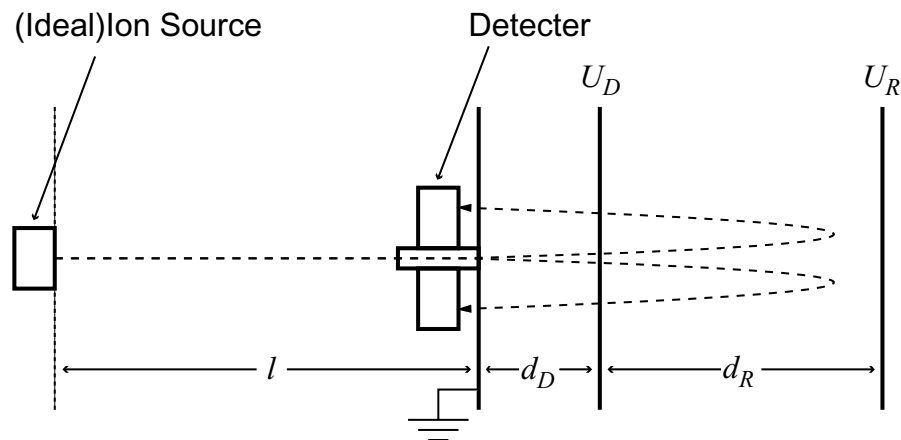 (Ideal)Ion Source
Detecter
U_D
U_R
l
d_D
d_R